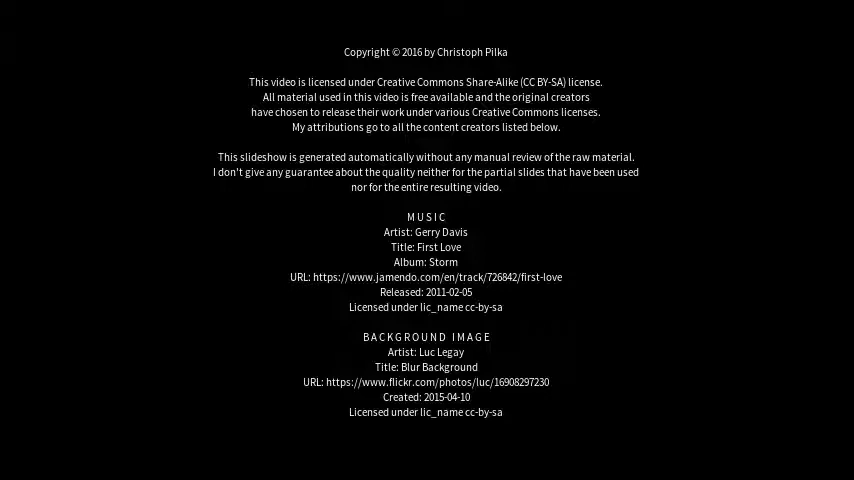 Copyright © 2016 by Christoph Pilka
This video is licensed under Creative Commons Share-Alike (CC BY-SA) license.
All material used in this video is free available and the original creators
have chosen to release their work under various Creative Commons licenses.
My attributions go to all the content creators listed below.
This slideshow is generated automatically without any manual review of the raw material.
I don't give any guarantee about the quality neither for the partial slides that have been used
nor for the entire resulting video.
MUSIC
Artist: Gerry Davis
Title: First Love
Album: Storm
URL: https://www.jamendo.com/en/track/726842/first-love
Released: 2011-02-05
Licensed under lic_name cc-by-sa
BACKGROUND IMAGE
Artist: Luc Legay
Title: Blur Background
URL: https://www.flickr.com/photos/luc/16908297230
Created: 2015-04-10
Licensed under lic_name cc-by-sa